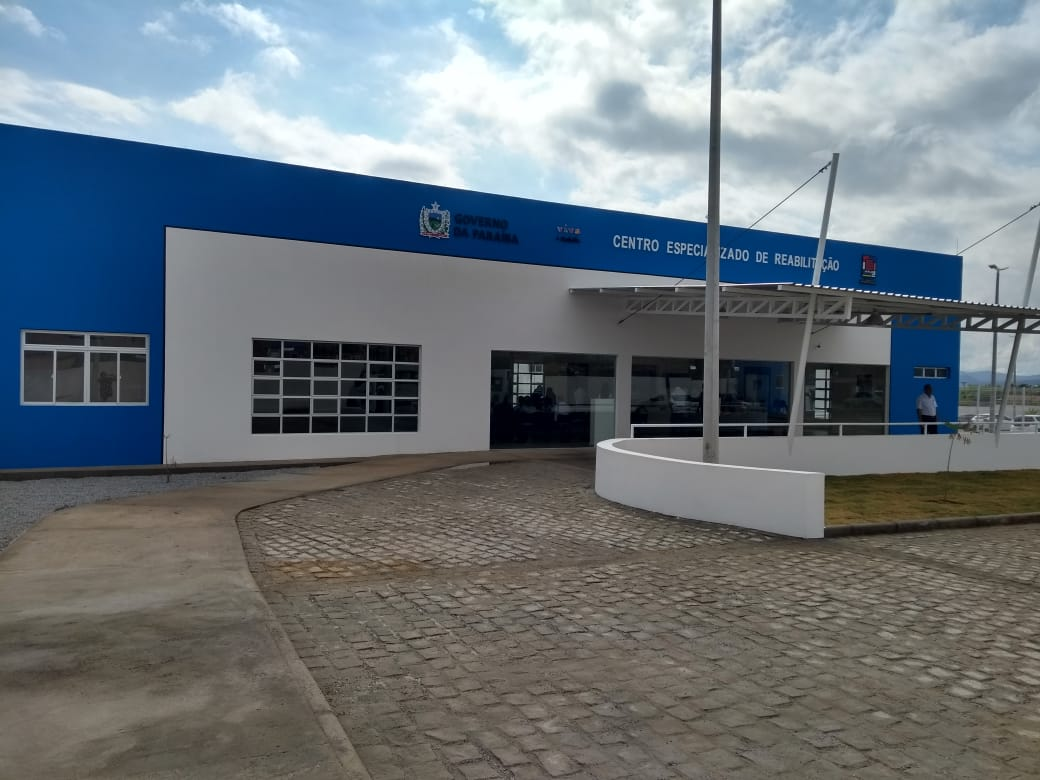 GOVERNO
DA PARAÍBA
CENTRO ESPECIALIZADO DE REABILITAÇÃO